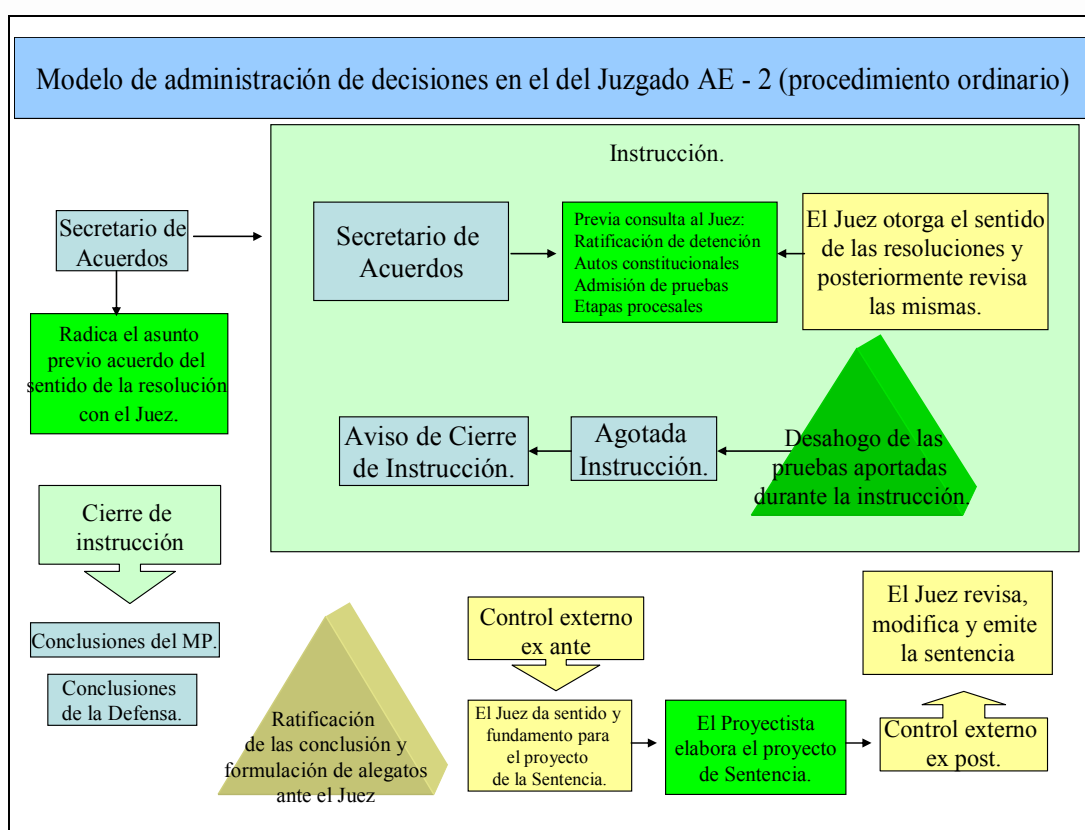 Modelo de administración de decisiones en el del Juzgado AE - 2 (procedimiento ordinario)
Instrucción.
Secretario de
Acuerdos
Radica el asunto
previo acuerdo del
sentido de la resolución
con el Juez.
Secretario de
Acuerdos
Previa consulta al Juez:
Ratificación de detención
Autos constitucionales
Admisión de pruebas
Etapas procesales
El Juez otorga el sentido
de las resoluciones y
posteriormente revisa
las mismas.
Desahogo de las
pruebas aportadas
durante la instrucción.
Agotada
Instrucción.
Aviso de Cierre
de Instrucción.
Cierre de
instrucción
Conclusiones del MP.
Conclusiones
de la Defensa.
Ratificación
de las conclusión y
formulación de alegatos
ante el Juez
Control externo
ex ante
El Juez da sentido y
fundamento para
el proyecto
de la Sentencia.
El Proyectista
elabora el proyecto
de Sentencia.
Control externo
ex post.
El Juez revisa,
modifica y emite
la sentencia